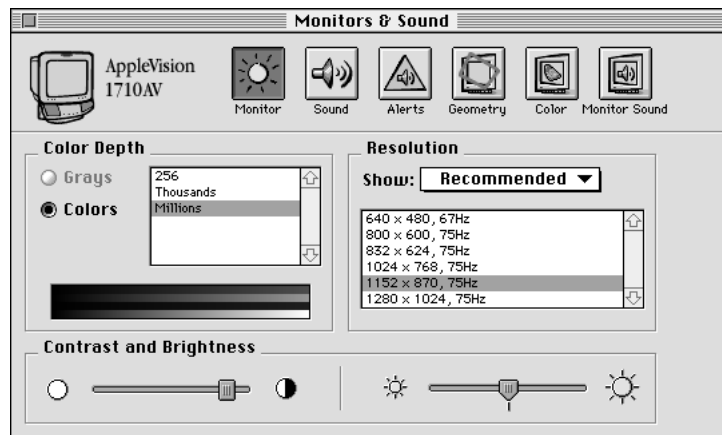 Monitors & Sound
AppleVision
1710AV
Monitor
Sound
Alerts
Geometry
Color
Monitor Sound
Color Depth
Grays
Colors
256
Thousands
Millions
Resolution
Show: Recommended
640 x 480, 67Hz
800 x 600, 75Hz
832 x 624, 75Hz
1024 x 768, 75Hz
1152 x 870, 75Hz
1280 x 1024, 75Hz
Contrast and Brightness